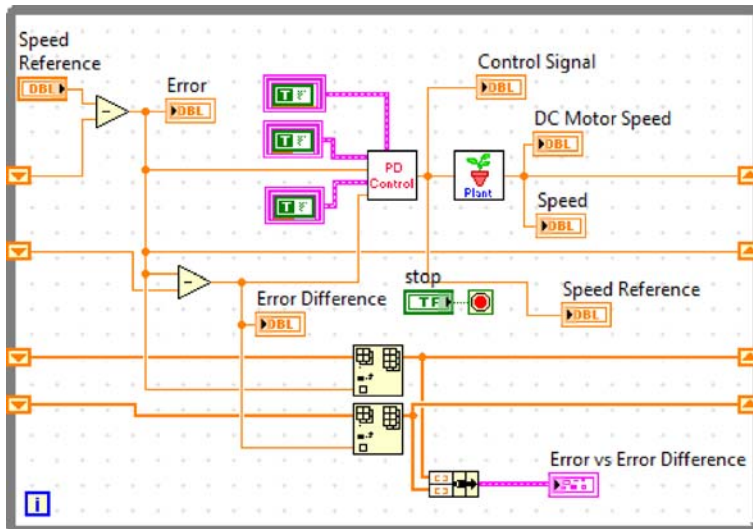 Speed
Reference
DBL
Error
DBL
Control Signal
DBL
DC Motor Speed
DBL
T F
T F
T F
PD
Control
Plant
Speed
DBL
stop
TF
Error Difference
DBL
Speed Reference
DBL
Error vs Error Difference
i